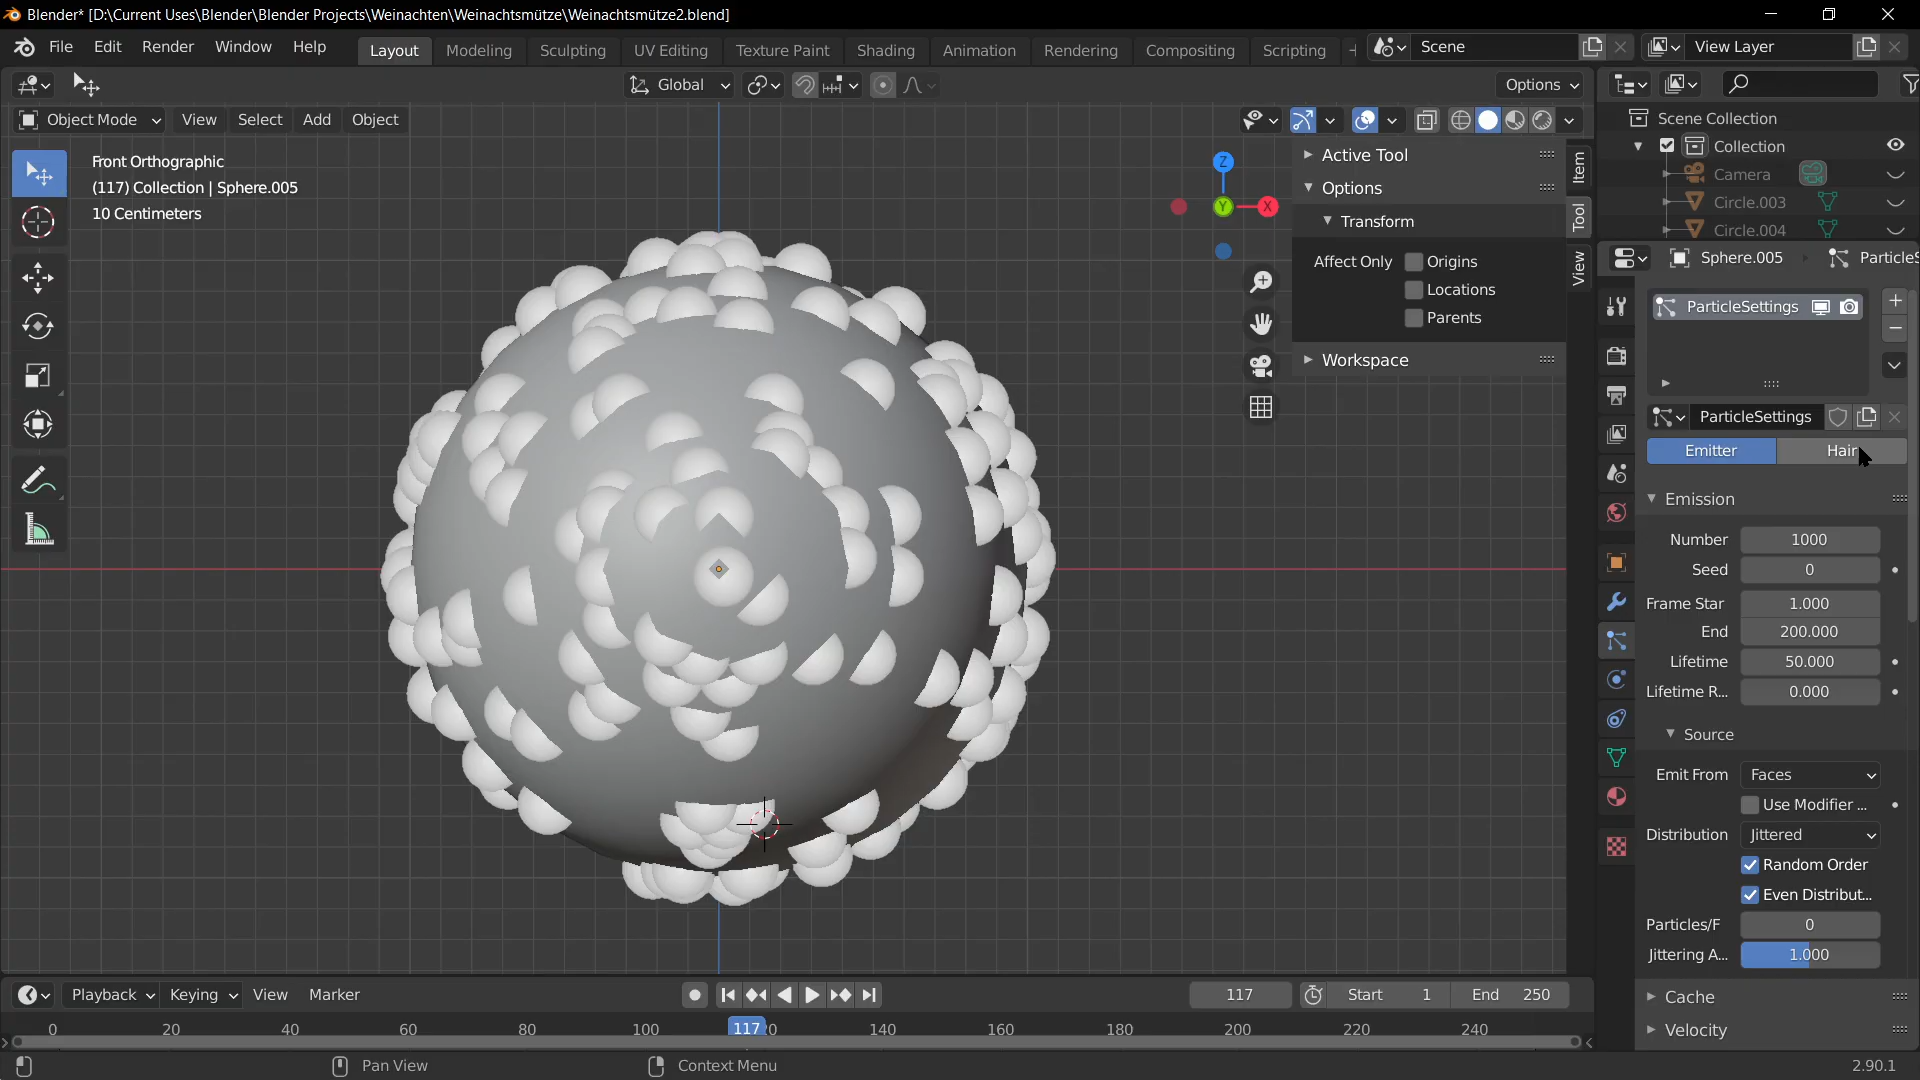 Blender* [D:\Current Uses\Blender\Blender Projects\Weinachten\Weinachtsmütze\Weinachtsmütze2.blend]
File Edit Render Window Help
Layout Modeling Sculpting UV Editing Texture Paint Shading Animation Rendering Compositing Scripting
Scene
View Layer
Global
Options
Object Mode View Select Add Object
Front Orthographic
(117) Collection | Sphere.005
10 Centimeters
Z
Y
X
Active Tool
Options
Transform
Affect Only Origins
Locations
Parents
Workspace
Item
Tool
View
Scene Collection
Collection
Camera
Circle.003
Circle.004
Sphere.005 ParticleS
ParticleSettings
ParticleSettings
Emitter Hair
Emission
Number 1000
Seed 0
Frame Star 1.000
End 200.000
Lifetime 50.000
Lifetime R... 0.000
Source
Emit From Faces
Use Modifier ...
Distribution Jittered
Random Order
Even Distribut...
Particles/F 0
Jittering A... 1.000
Cache
Velocity
Playback Keying View Marker
117
Start 1 End 250
0 20 40 60 80 100 117 0 140 160 180 200 220 240
Pan View
Context Menu
2.90.1